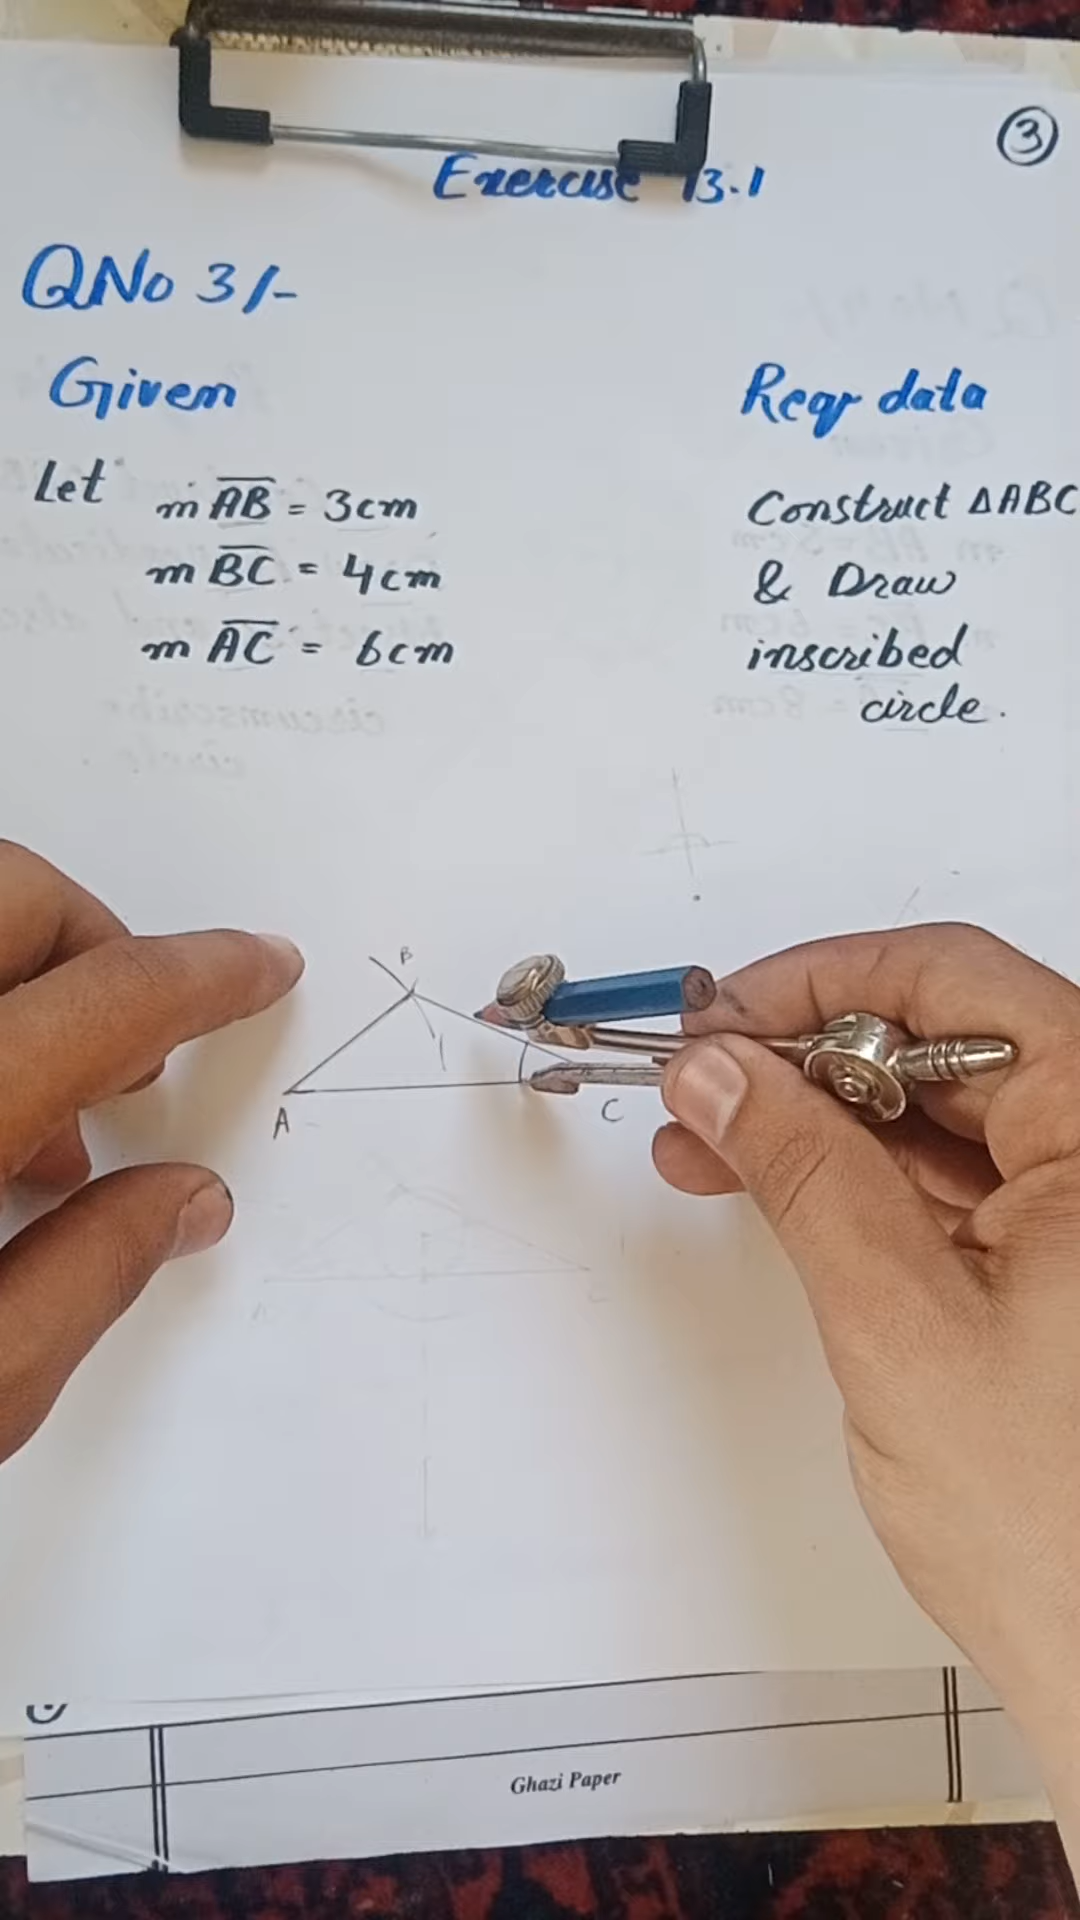 3
Exercise 13.1
QNo 3/-
Given
Reqr data
Let m AB = 3cm
m BC = 4cm
m AC = 6cm
Construct ΔABC
& Draw
inscribed
circle.
B
A
C
Ghazi Paper